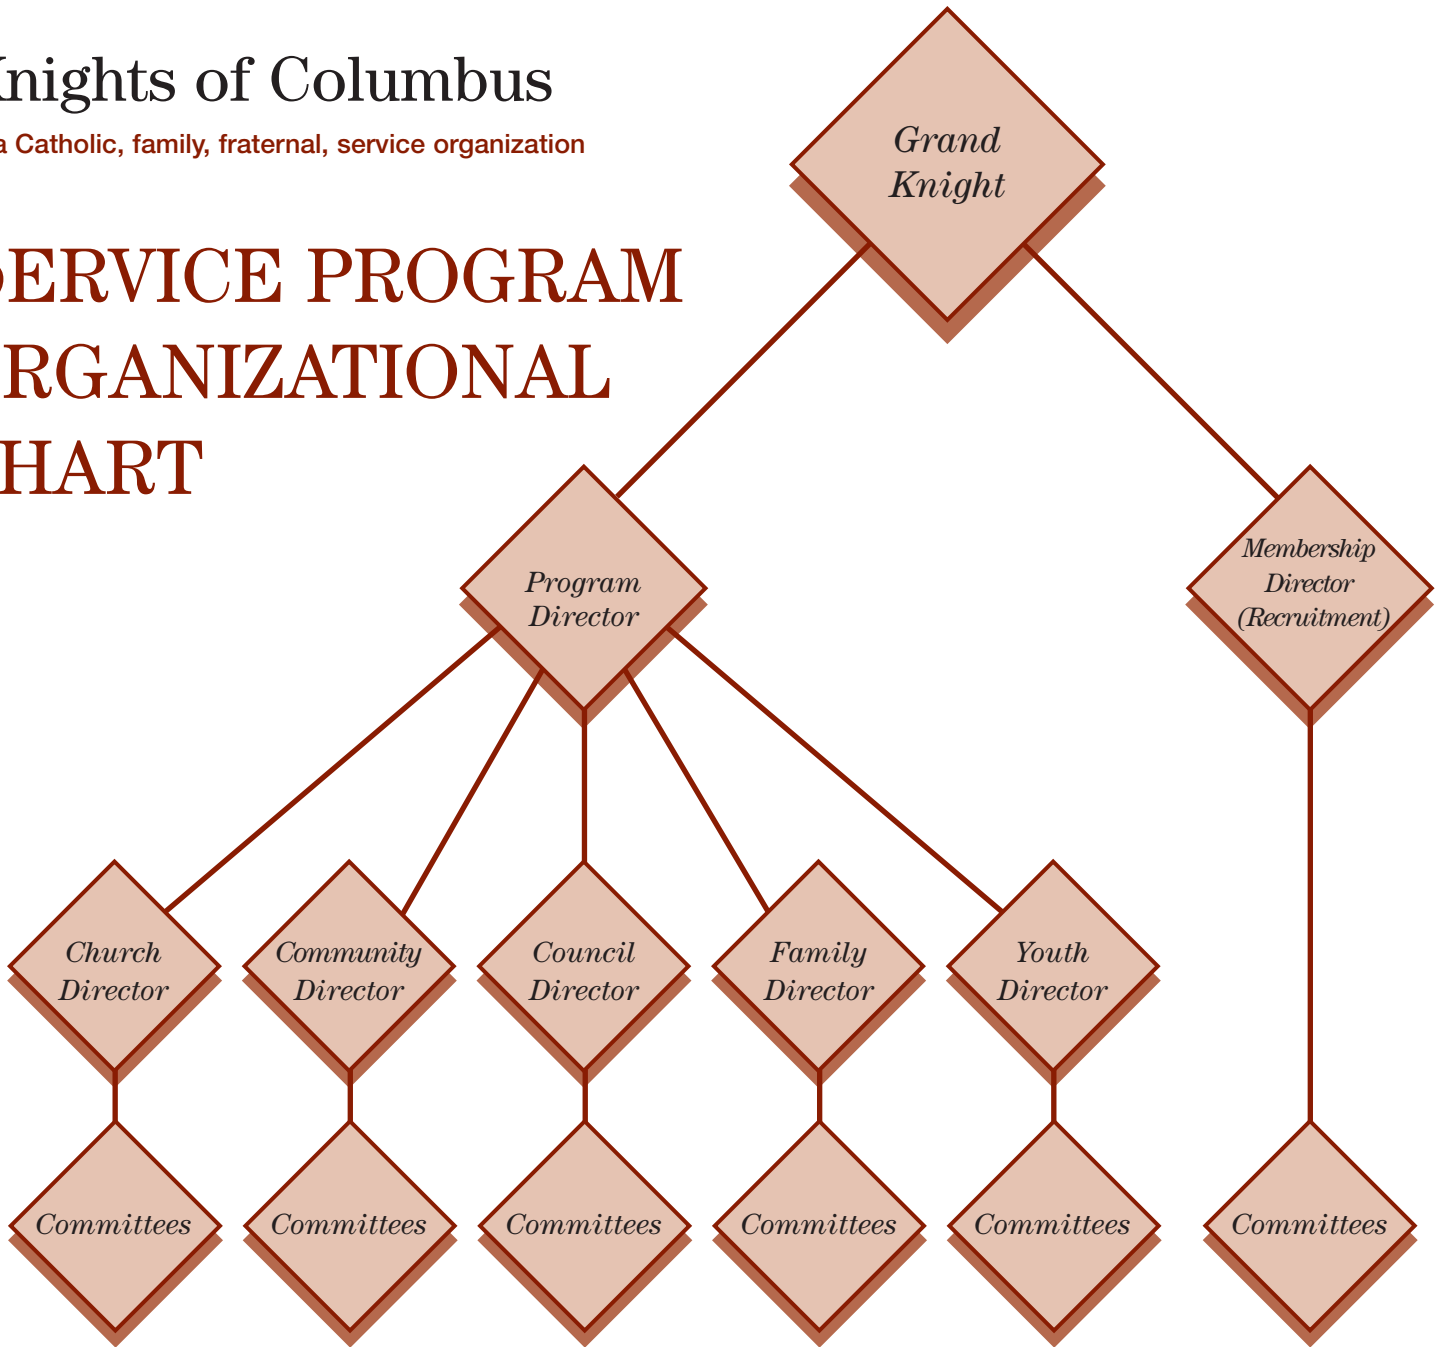 Knights of Columbus
a Catholic, family, fraternal, service organization
SERVICE PROGRAM
RGANIZATIONAL
HART
Grand
Knight
Program
Director
Membership
Director
(Recruitment)
Church
Director
Community
Director
Council
Director
Family
Director
Youth
Director
Committees
Committees
Committees
Committees
Committees
Committees